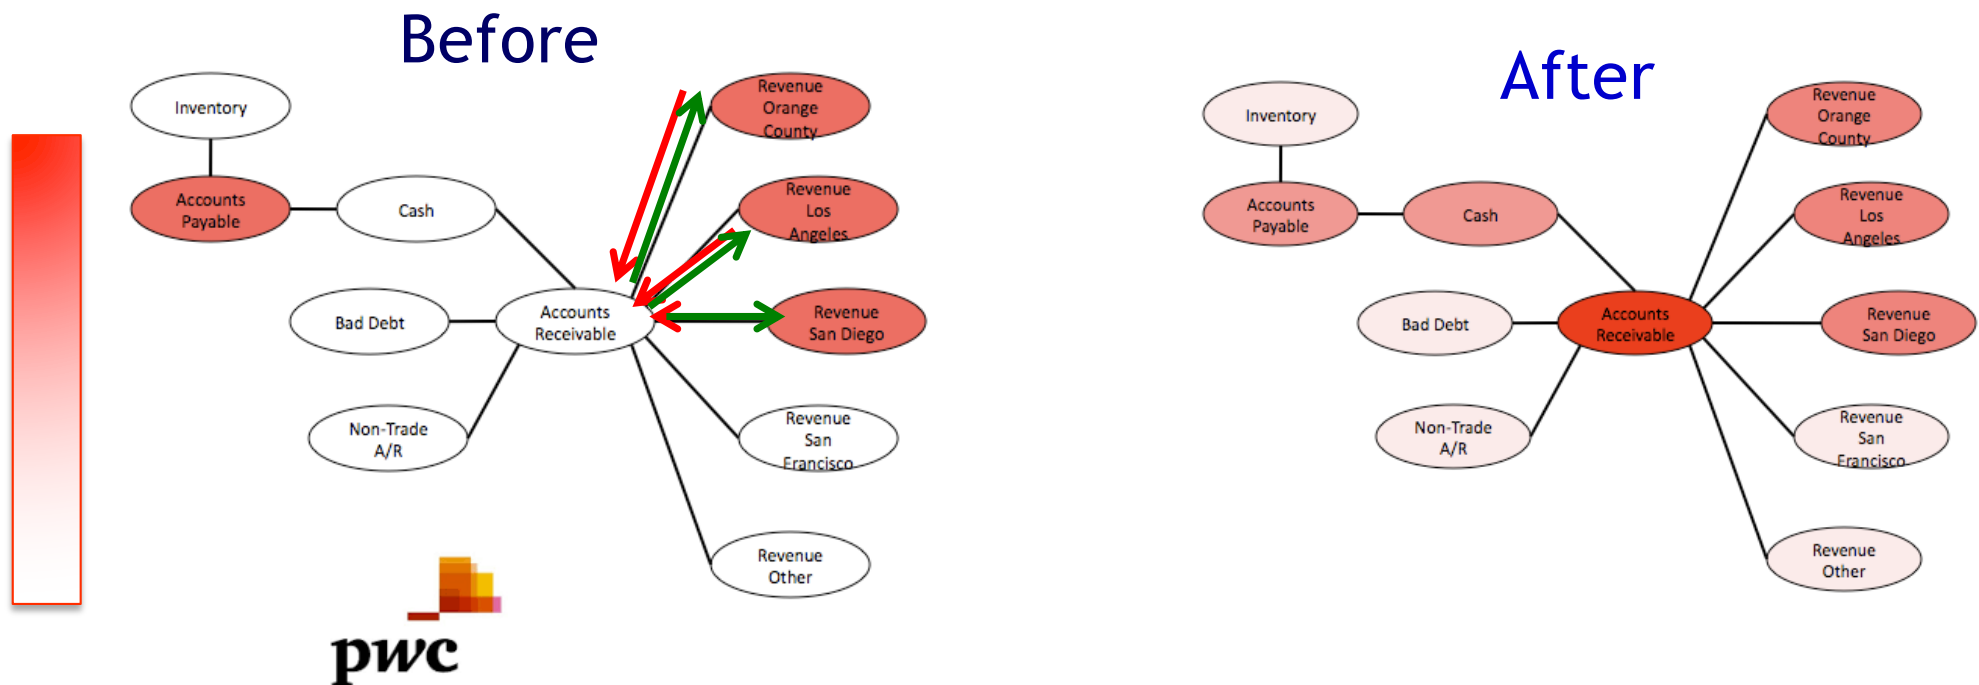 Before
Inventory
Accounts
Payable
Cash
Bad Debt
Accounts
Receivable
Non-Trade
A/R
Revenue
Orange
County
Revenue
Los
Angeles
Revenue
San Diego
Revenue
San
Francisco
Revenue
Other
pwc
After
Inventory
Accounts
Payable
Cash
Bad Debt
Accounts
Receivable
Non-Trade
A/R
Revenue
Orange
County
Revenue
Los
Angeles
Revenue
San Diego
Revenue
San
Francisco
Revenue
Other